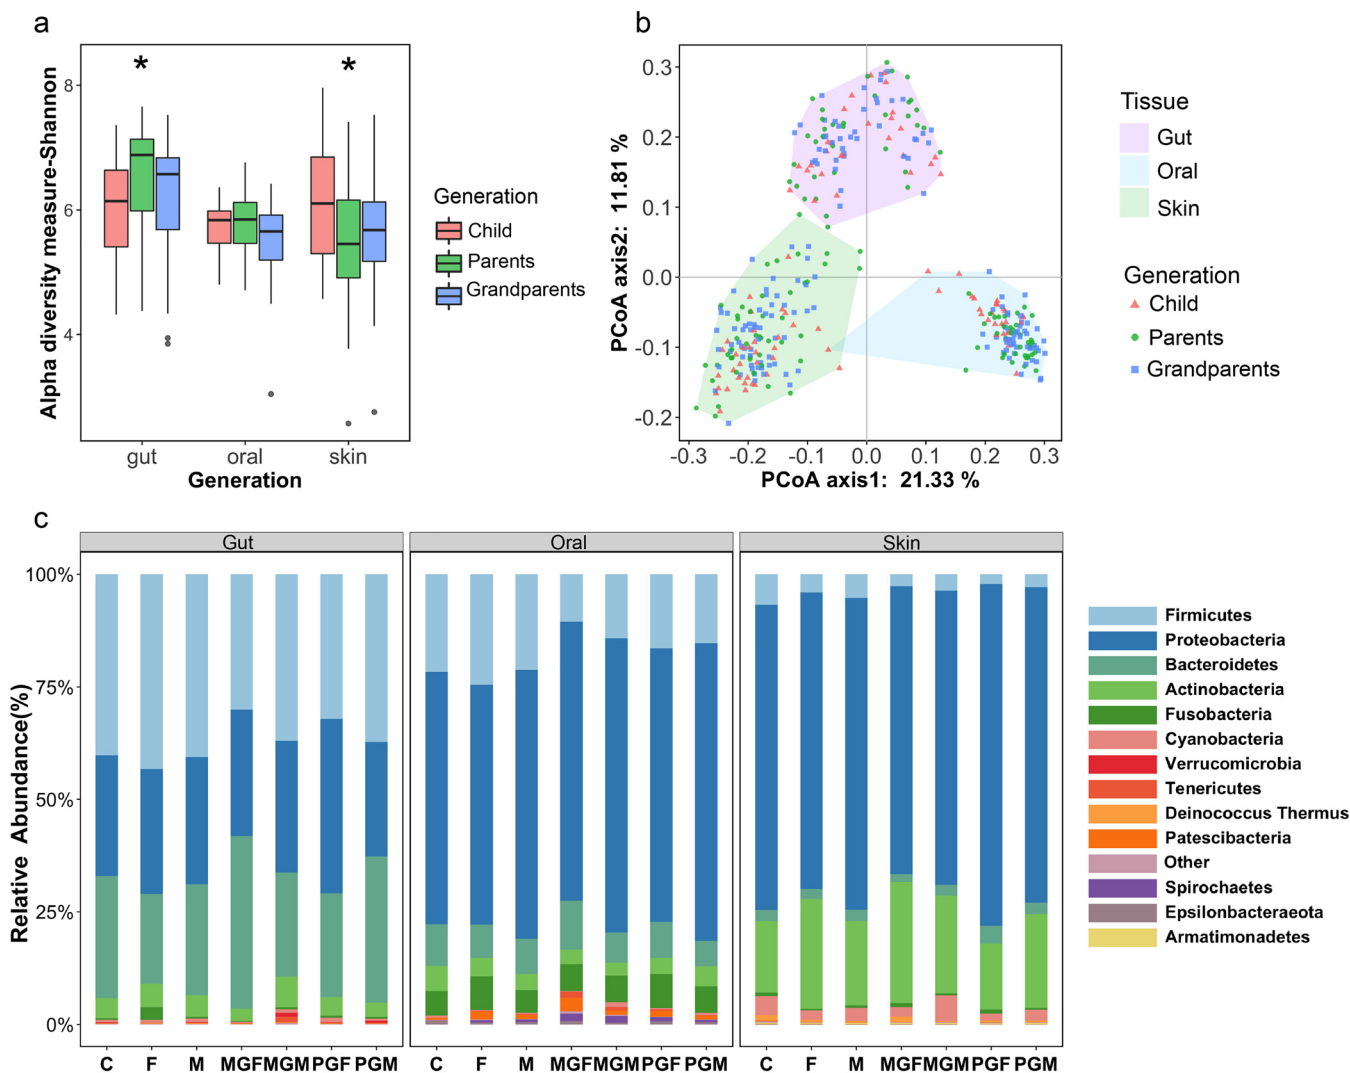 a
*
*
8
6
4
Alpha diversity measure-Shannon
gut oral skin
Generation
Generation
Child
Parents
Grandparents
b
0.3
0.2
0.1
0.0
-0.1
-0.2
PCoA axis2: 11.81 %
-0.3 -0.2 -0.1 0.0 0.1 0.2 0.3
PCoA axis1: 21.33 %
Tissue
Gut
Oral
Skin
Generation
Child
Parents
Grandparents
c
Gut Oral Skin
100%
75%
50%
25%
0%
Relative Abundance(%)
C F M MGF MGM PGF PGM C F M MGF MGM PGF PGM C F M MGF MGM PGF PGM
Firmicutes
Proteobacteria
Bacteroidetes
Actinobacteria
Fusobacteria
Cyanobacteria
Verrucomicrobia
Tenericutes
Deinococcus Thermus
Patescibacteria
Other
Spirochaetes
Epsilonbacteraeota
Armatimonadetes